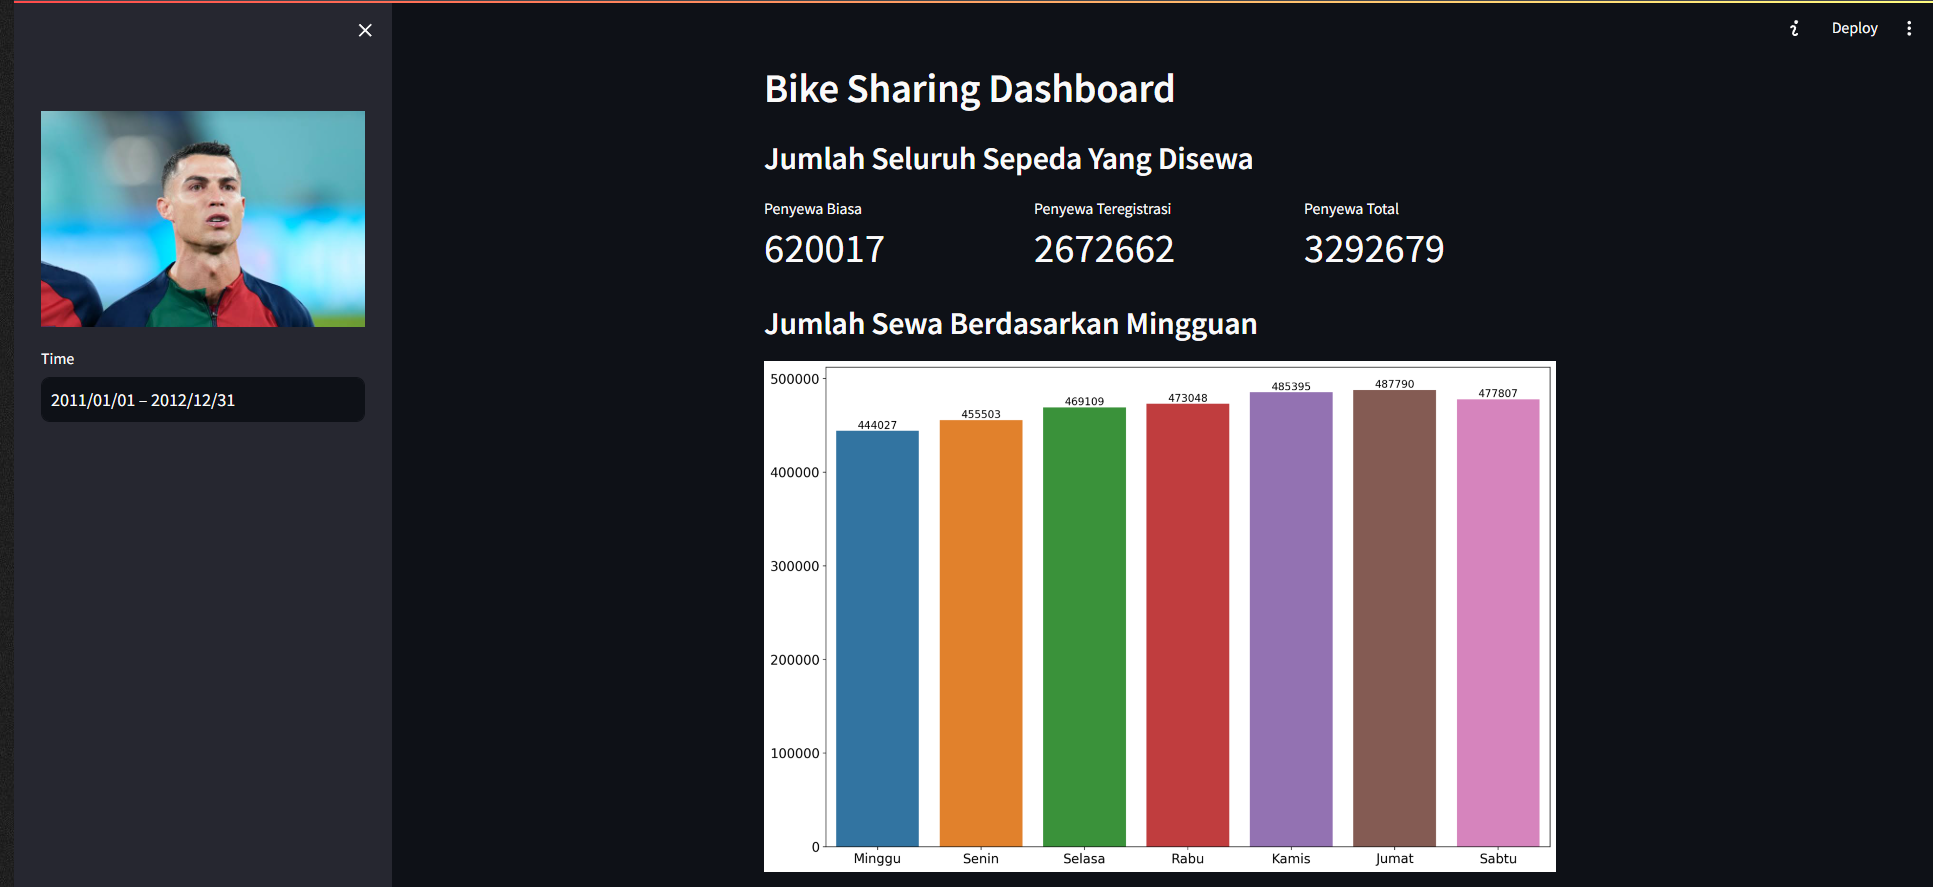 Deploy
Bike Sharing Dashboard
Jumlah Seluruh Sepeda Yang Disewa
Penyewa Biasa
620017
Penyewa Teregistrasi
2672662
Penyewa Total
3292679
Time
2011/01/01 – 2012/12/31
Jumlah Sewa Berdasarkan Mingguan
500000
400000
300000
200000
100000
0
444027
455503
469109
473048
485395
487790
477807
Minggu
Senin
Selasa
Rabu
Kamis
Jumat
Sabtu